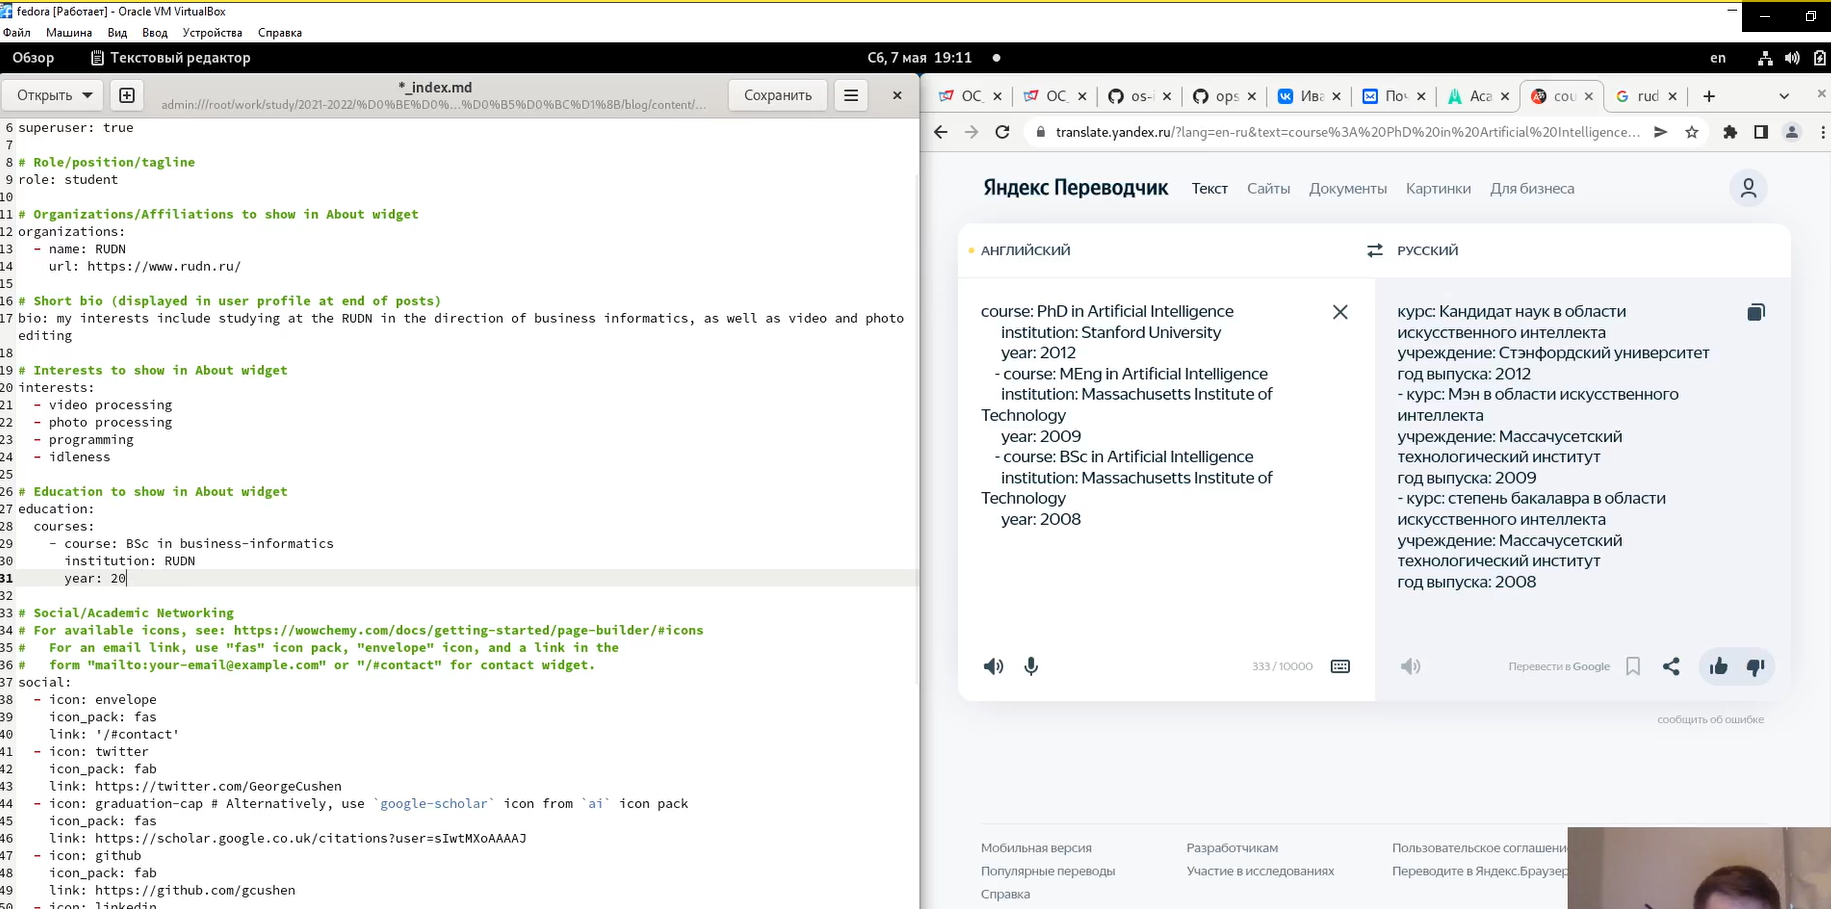 fedora [Работает] - Oracle VM VirtualBox
Файл Машина Вид Ввод Устройства Справка
Обзор Текстовый редактор Сб, 7 мая 19:11 en
Открыть *_index.md Сохранить
admin:///root/work/study/2021-2022/%D0%BE%D0%…%D0%B5%D0%BC%D1%8B/blog/content/…
6 superuser: true
7
8 # Role/position/tagline
9 role: student
10
11 # Organizations/Affiliations to show in About widget
12 organizations:
13 - name: RUDN
14 url: https://www.rudn.ru/
15
16 # Short bio (displayed in user profile at end of posts)
17 bio: my interests include studying at the RUDN in the direction of business informatics, as well as video and photo
editing
18
19 # Interests to show in About widget
20 interests:
21 - video processing
22 - photo processing
23 - programming
24 - idleness
25
26 # Education to show in About widget
27 education:
28 courses:
29 - course: BSc in business-informatics
30 institution: RUDN
31 year: 20
32
33 # Social/Academic Networking
34 # For available icons, see: https://wowchemy.com/docs/getting-started/page-builder/#icons
35 # For an email link, use "fas" icon pack, "envelope" icon, and a link in the
36 # form "mailto:your-email@example.com" or "/#contact" for contact widget.
37 social:
38 - icon: envelope
39 icon_pack: fas
40 link: '/#contact'
41 - icon: twitter
42 icon_pack: fab
43 link: https://twitter.com/GeorgeCushen
44 - icon: graduation-cap # Alternatively, use `google-scholar` icon from `ai` icon pack
45 icon_pack: fas
46 link: https://scholar.google.co.uk/citations?user=sIwtMXoAAAAJ
47 - icon: github
48 icon_pack: fab
49 link: https://github.com/gcushen
50 - icon: linkedin
ОС_ ОС_ os-i ops Ива Поч Аса cou rud
translate.yandex.ru/?lang=en-ru&text=course%3A%20PhD%20in%20Artificial%20Intelligence…
Яндекс Переводчик Текст Сайты Документы Картинки Для бизнеса
АНГЛИЙСКИЙ РУССКИЙ
course: PhD in Artificial Intelligence
institution: Stanford University
year: 2012
- course: MEng in Artificial Intelligence
institution: Massachusetts Institute of
Technology
year: 2009
- course: BSc in Artificial Intelligence
institution: Massachusetts Institute of
Technology
year: 2008
333 / 10000
курс: Кандидат наук в области
искусственного интеллекта
учреждение: Стэнфордский университет
год выпуска: 2012
- курс: Мэн в области искусственного
интеллекта
учреждение: Массачусетский
технологический институт
год выпуска: 2009
- курс: степень бакалавра в области
искусственного интеллекта
учреждение: Массачусетский
технологический институт
год выпуска: 2008
Перевести в Google
сообщить об ошибке
Мобильная версия Разработчикам Пользовательское соглашени
Популярные переводы Участие в исследованиях Переводите в Яндекс.Браузер
Справка